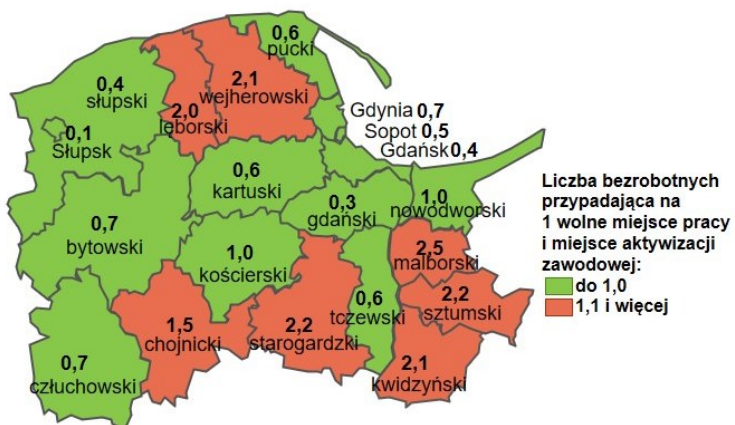 0,6
pucki
0,4
słupski
2,1
wejherowski
2,0
lęborski
Gdynia 0,7
Sopot 0,5
Gdańsk 0,4
0,1
Słupsk
0,6
kartuski
0,3
gdański
1,0
nowodworski
0,7
bytowski
1,0
kościerski
2,5
malborski
0,6
tczewski
2,2
sztumski
1,5
chojnicki
2,2
starogardzki
0,7
człuchowski
2,1
kwidzyński
Liczba bezrobotnych
przypadająca na
1 wolne miejsce pracy
i miejsce aktywizacji
zawodowej:
do 1,0
1,1 i więcej